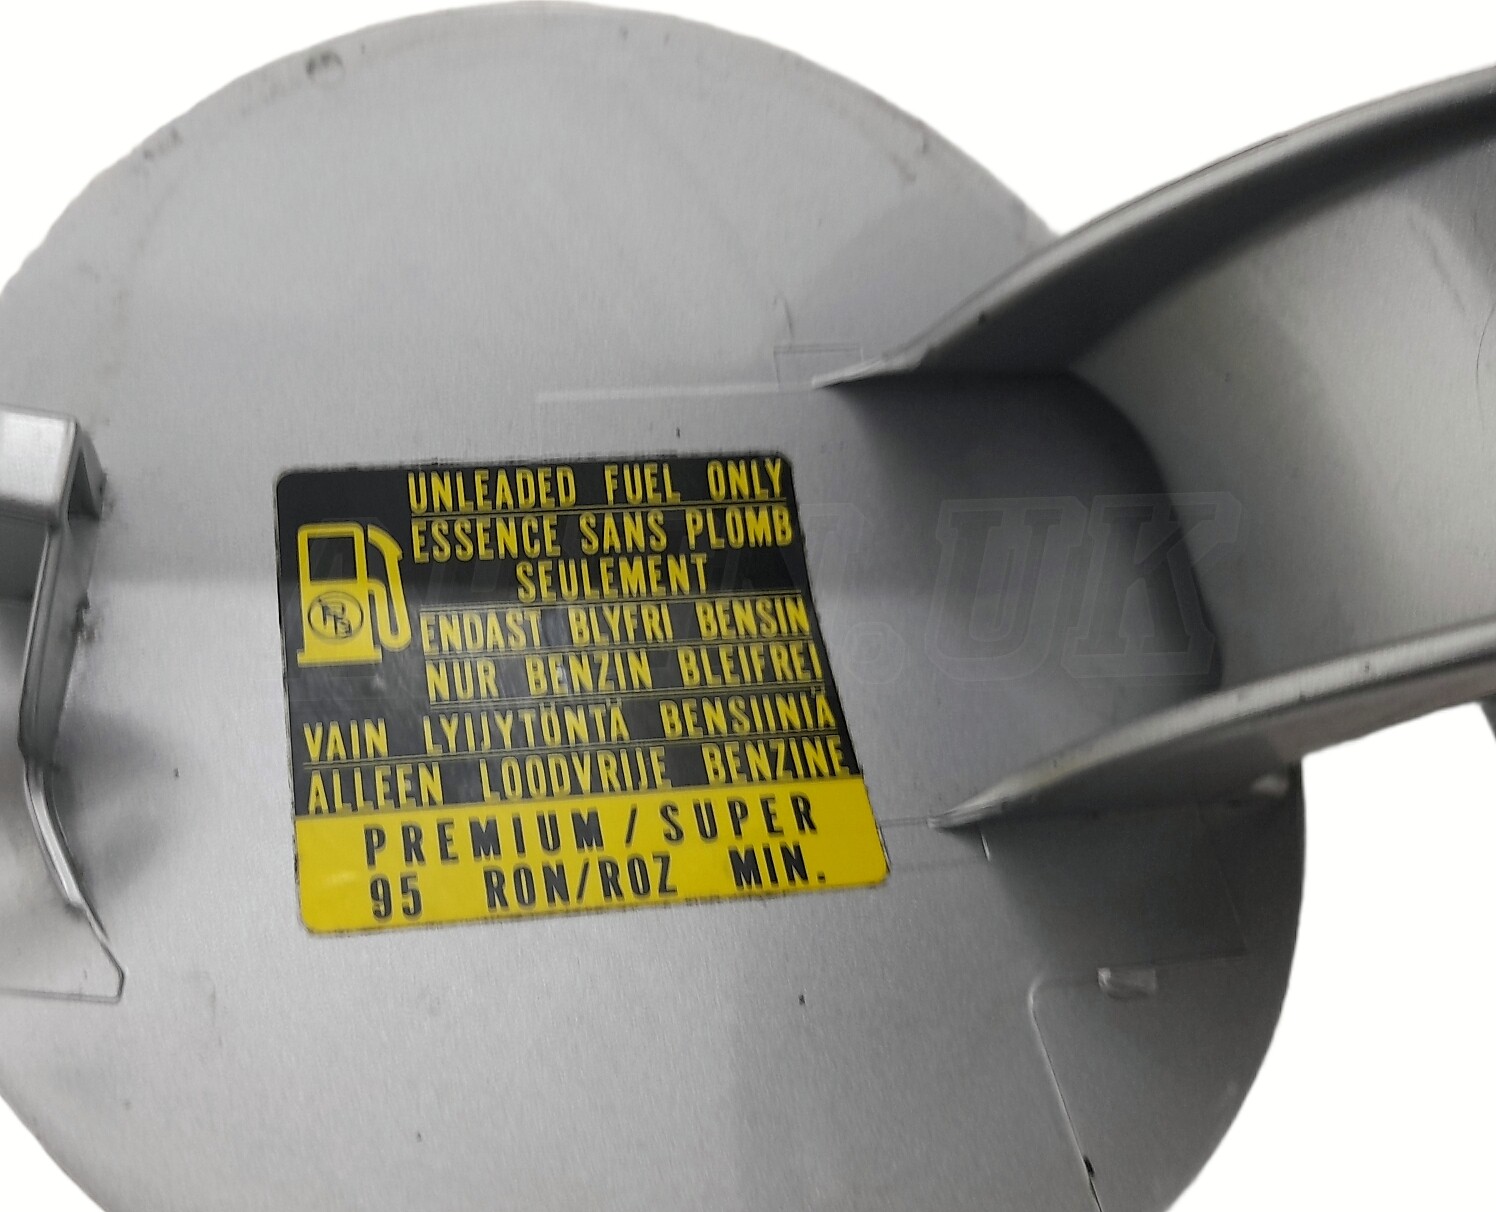 UNLEADED FUEL ONLY
ESSENCE SANS PLOMB
SEULEMENT
ENDAST BLYFRI BENSIN
NUR BENZIN BLEIFREI
VAIN LYIJYTÖNTÄ BENSIINIÄ
ALLEEN LOODVRIJE BENZINE
PREMIUM/SUPER
95 RON/ROZ MIN.